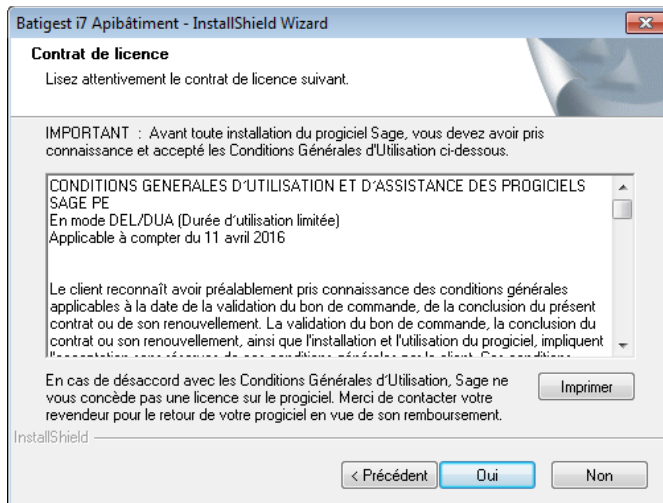 Batigest i7 Apibâtiment - InstallShield Wizard
Contrat de licence
Lisez attentivement le contrat de licence suivant.
IMPORTANT : Avant toute installation du progiciel Sage, vous devez avoir pris
connaissance et accepté les Conditions Générales d'Utilisation ci-dessous.
CONDITIONS GENERALES D'UTILISATION ET D'ASSISTANCE DES PROGICIELS
SAGE PE
En mode DEL/DUA (Durée d'utilisation limitée)
Applicable à compter du 11 avril 2016
Le client reconnaît avoir préalablement pris connaissance des conditions générales
applicables à la date de la validation du bon de commande, de la conclusion du présent
contrat ou de son renouvellement. La validation du bon de commande, la conclusion du
contrat ou son renouvellement, ainsi que l'installation et l'utilisation du progiciel, impliquent
En cas de désaccord avec les Conditions Générales d'Utilisation, Sage ne
vous concède pas une licence sur le progiciel. Merci de contacter votre
revendeur pour le retour de votre progiciel en vue de son remboursement.
Imprimer
InstallShield
< Précédent
Oui
Non